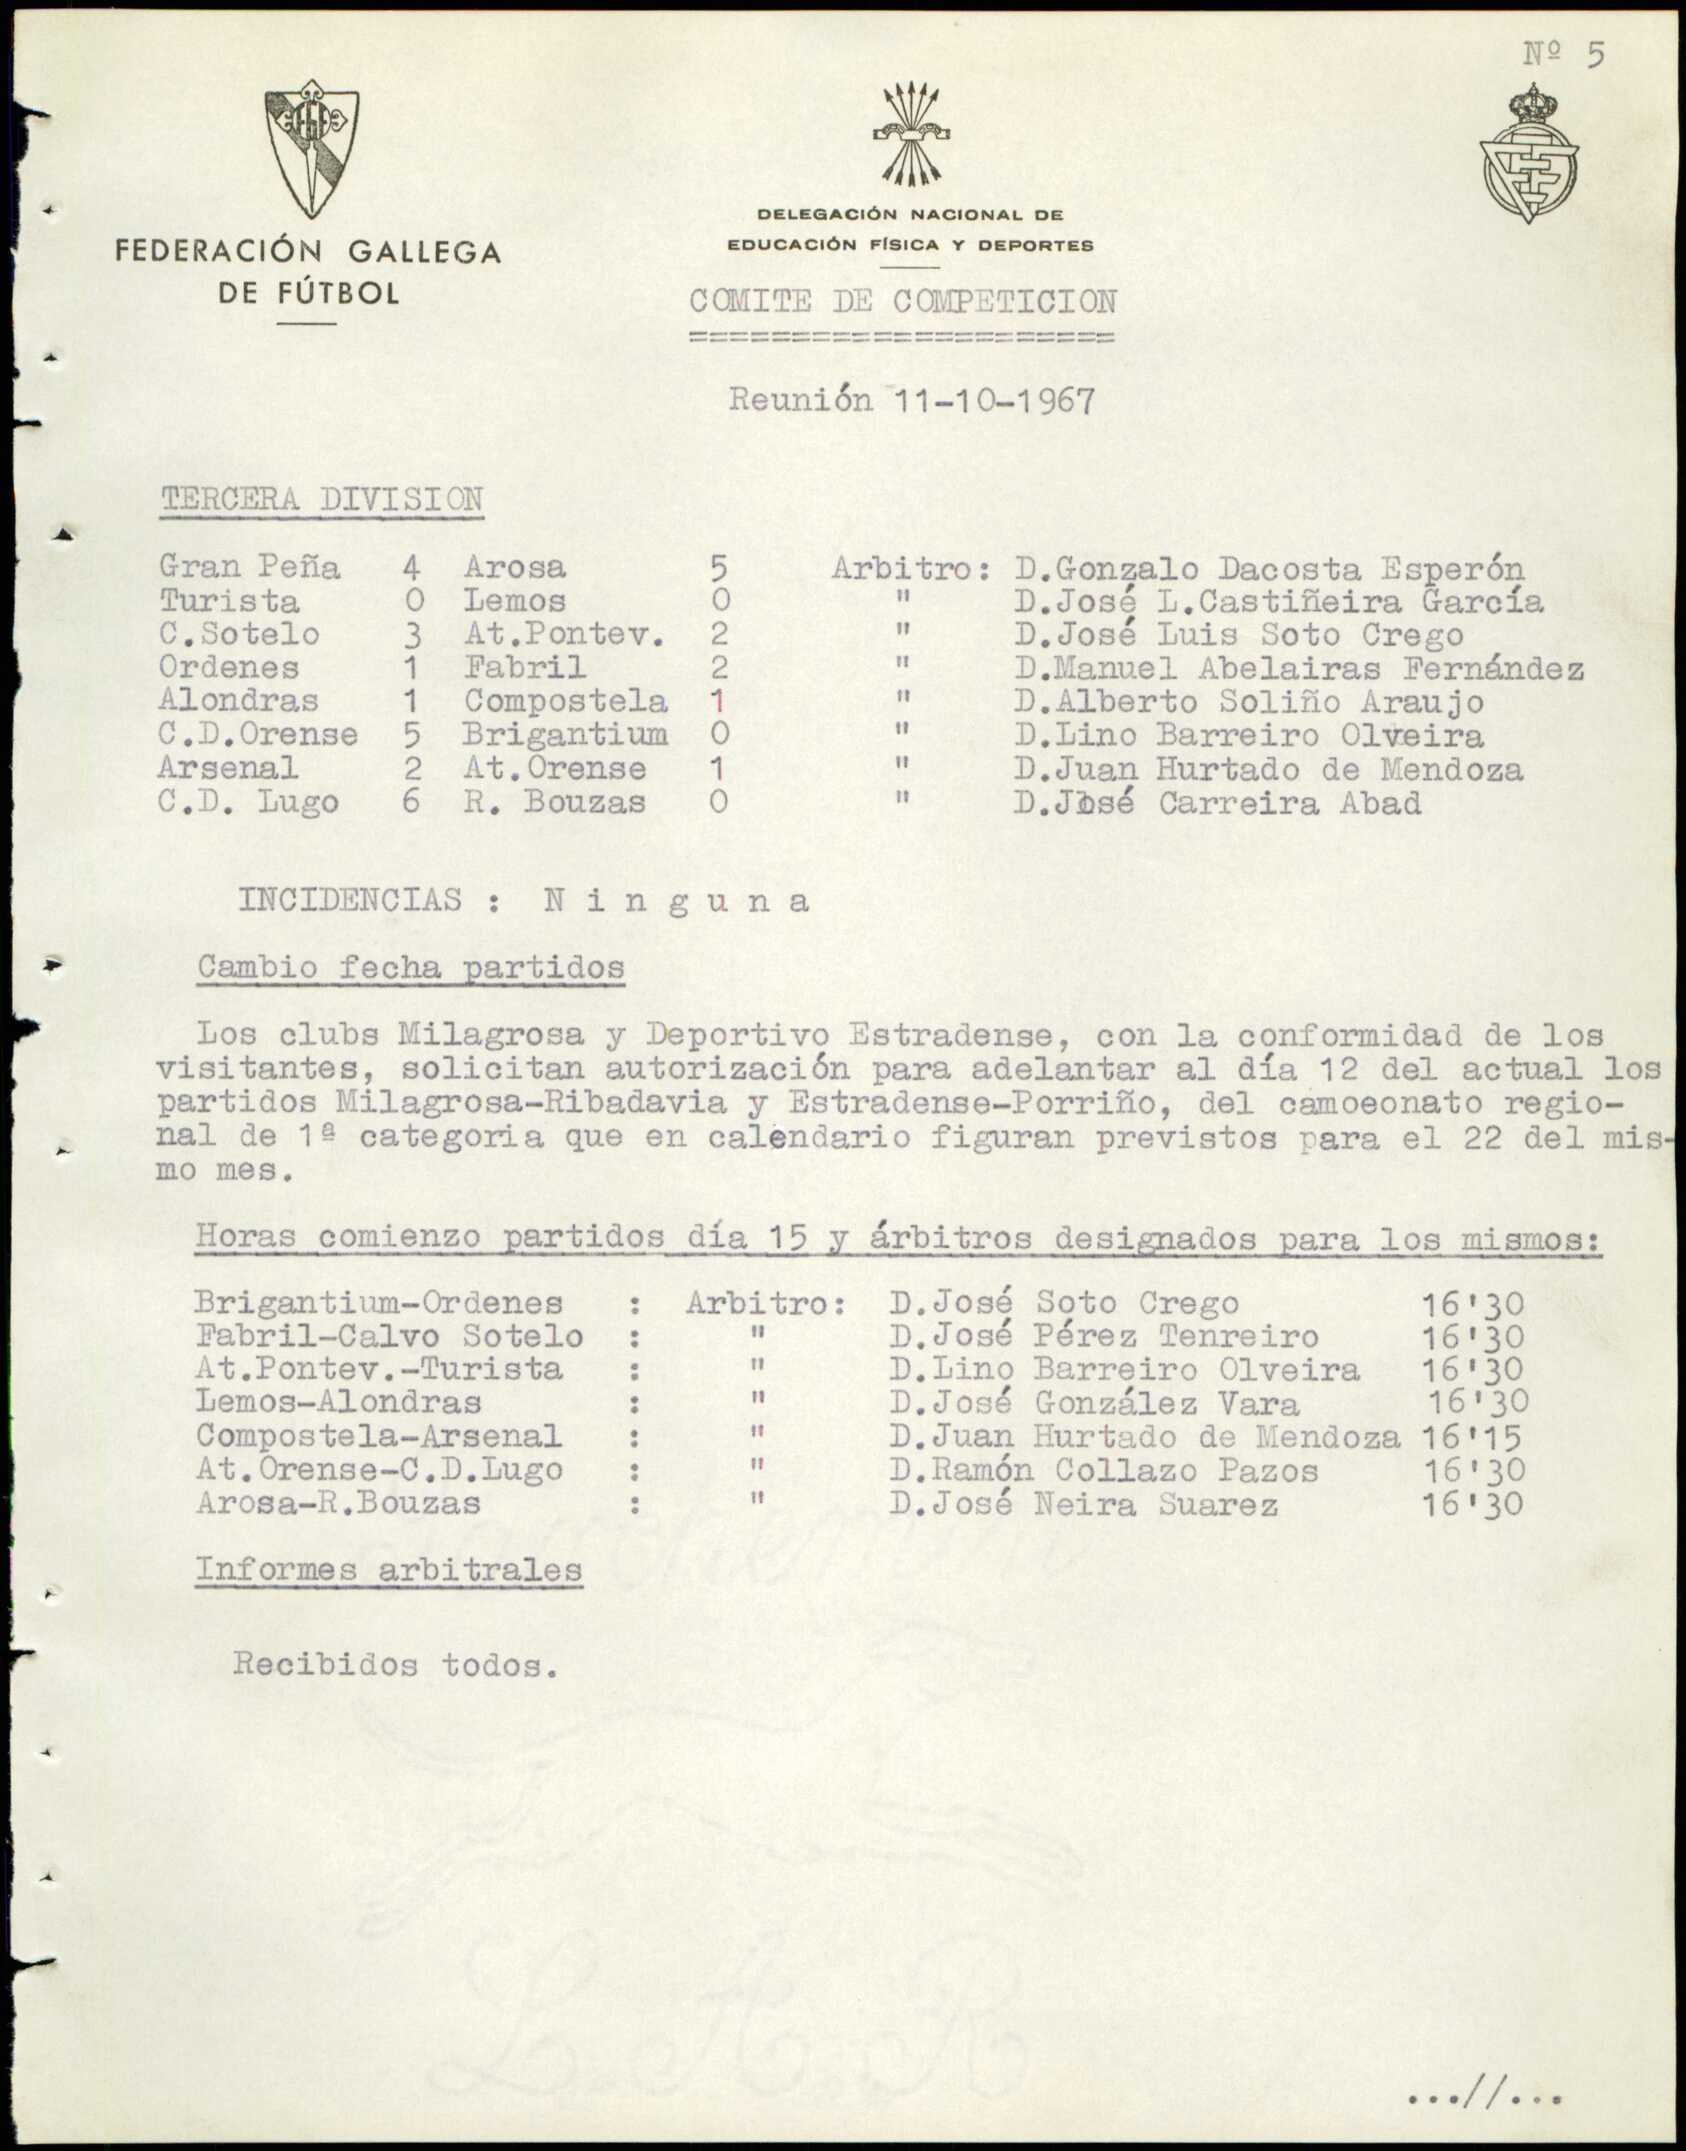 Nº 5
FEDERACIÓN GALLEGA
DE FÚTBOL
DELEGACIÓN NACIONAL DE
EDUCACIÓN FÍSICA Y DEPORTES
COMITE DE COMPETICION
=====================
Reunión 11-10-1967
TERCERA DIVISION
Gran Peña 4 Arosa 5 Arbitro: D.Gonzalo Dacosta Esperón
Turista 0 Lemos 0 " D.José L.Castiñeira García
C.Sotelo 3 At.Pontev. 2 " D.José Luis Soto Crego
Ordenes 1 Fabril 2 " D.Manuel Abelairas Fernández
Alondras 1 Compostela 1 " D.Alberto Soliño Araujo
C.D.Orense 5 Brigantium 0 " D.Lino Barreiro Olveira
Arsenal 2 At.Orense 1 " D.Juan Hurtado de Mendoza
C.D. Lugo 6 R. Bouzas 0 " D.José Carreira Abad
INCIDENCIAS : N i n g u n a
Cambio fecha partidos
Los clubs Milagrosa y Deportivo Estradense, con la conformidad de los
visitantes, solicitan autorización para adelantar al día 12 del actual los
partidos Milagrosa-Ribadavia y Estradense-Porriño, del camoeonato regio-
nal de 1ª categoria que en calendario figuran previstos para el 22 del mis-
mo mes.
Horas comienzo partidos día 15 y árbitros designados para los mismos:
Brigantium-Ordenes : Arbitro: D.José Soto Crego 16'30
Fabril-Calvo Sotelo : " D.José Pérez Tenreiro 16'30
At.Pontev.-Turista : " D.Lino Barreiro Olveira 16'30
Lemos-Alondras : " D.José González Vara 16'30
Compostela-Arsenal : " D.Juan Hurtado de Mendoza 16'15
At.Orense-C.D.Lugo : " D.Ramón Collazo Pazos 16'30
Arosa-R.Bouzas : " D.José Neira Suarez 16'30
Informes arbitrales
Recibidos todos.
...//...